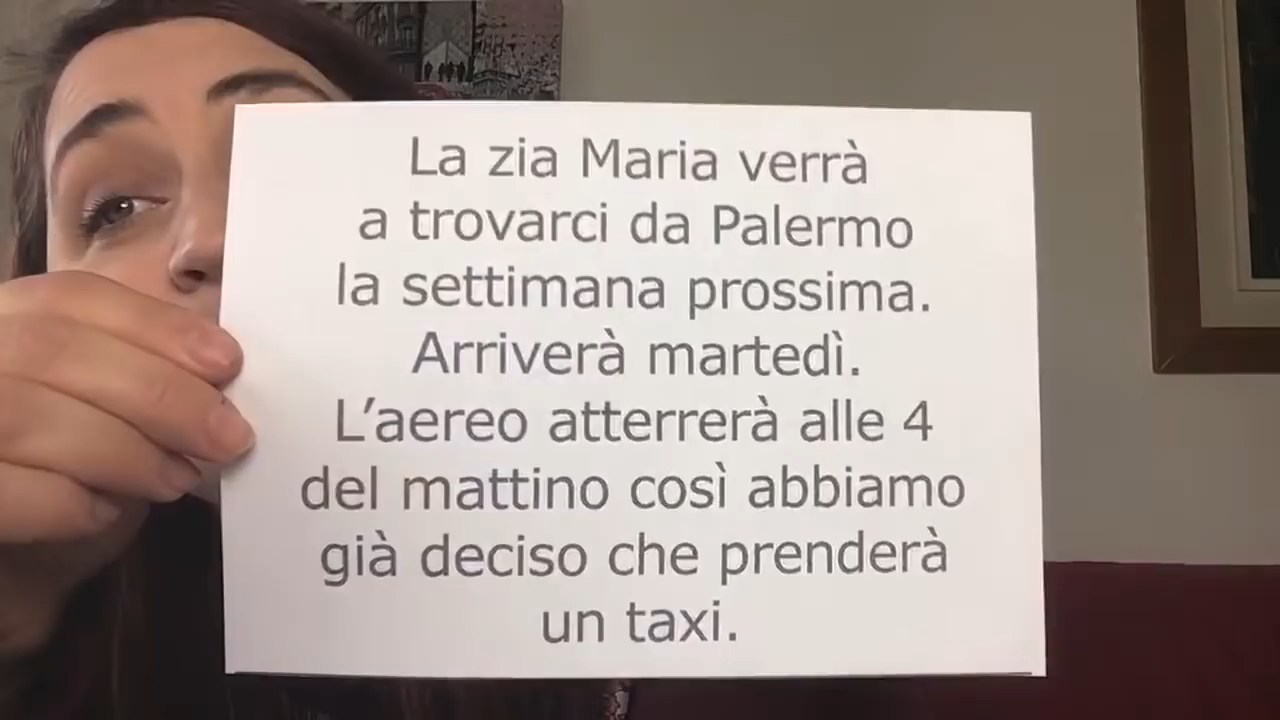 La zia Maria verrà
a trovarci da Palermo
la settimana prossima.
Arriverà martedì.
L’aereo atterrerà alle 4
del mattino così abbiamo
già deciso che prenderà
un taxi.